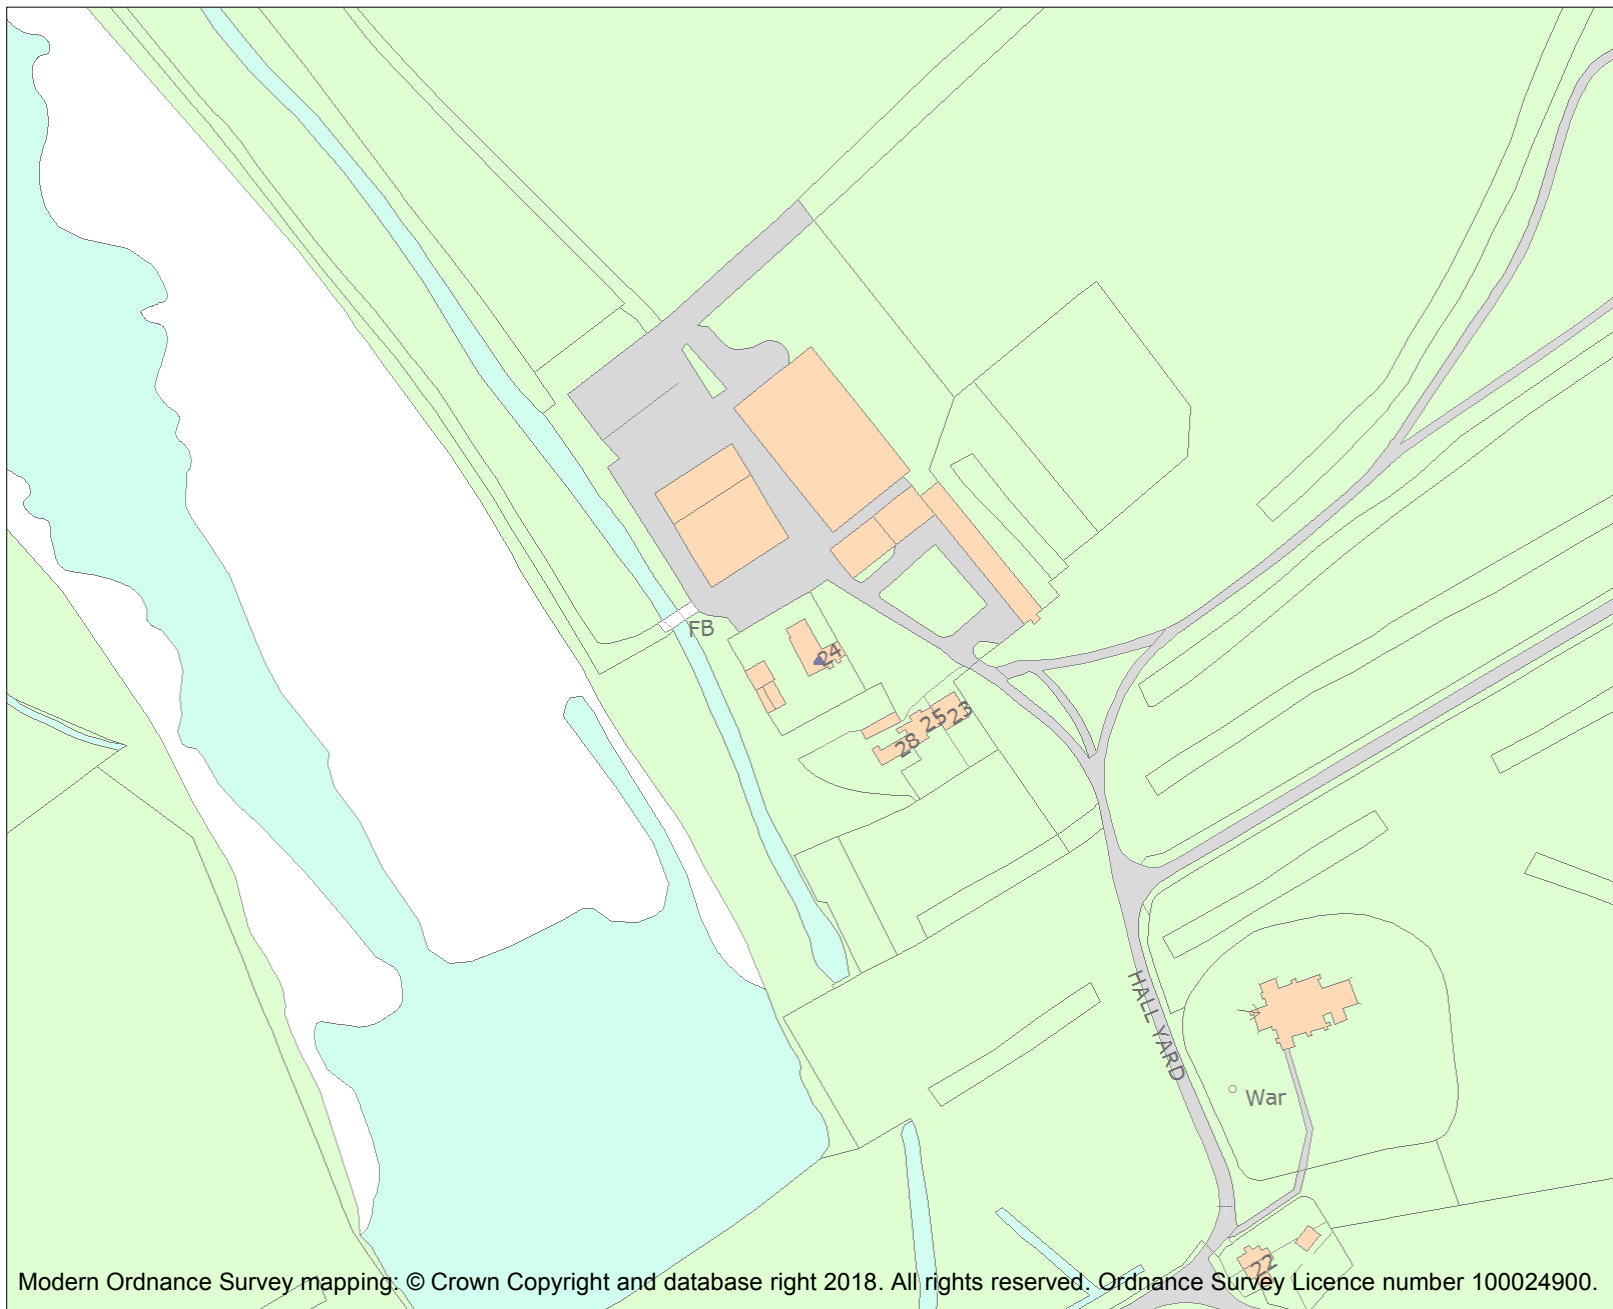 FB
24
25
23
28
HALL YARD
War
22
Modern Ordnance Survey mapping: © Crown Copyright and database right 2018. All rights reserved. Ordnance Survey Licence number 100024900.